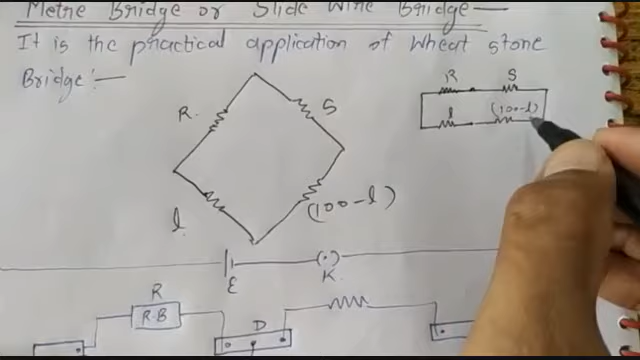 Metre Bridge or Slide Wire Bridge —
It is the practical application of Wheat stone
Bridge:—
R S
R S
l (100-l)
l (100-l)
E K
R
R.B D